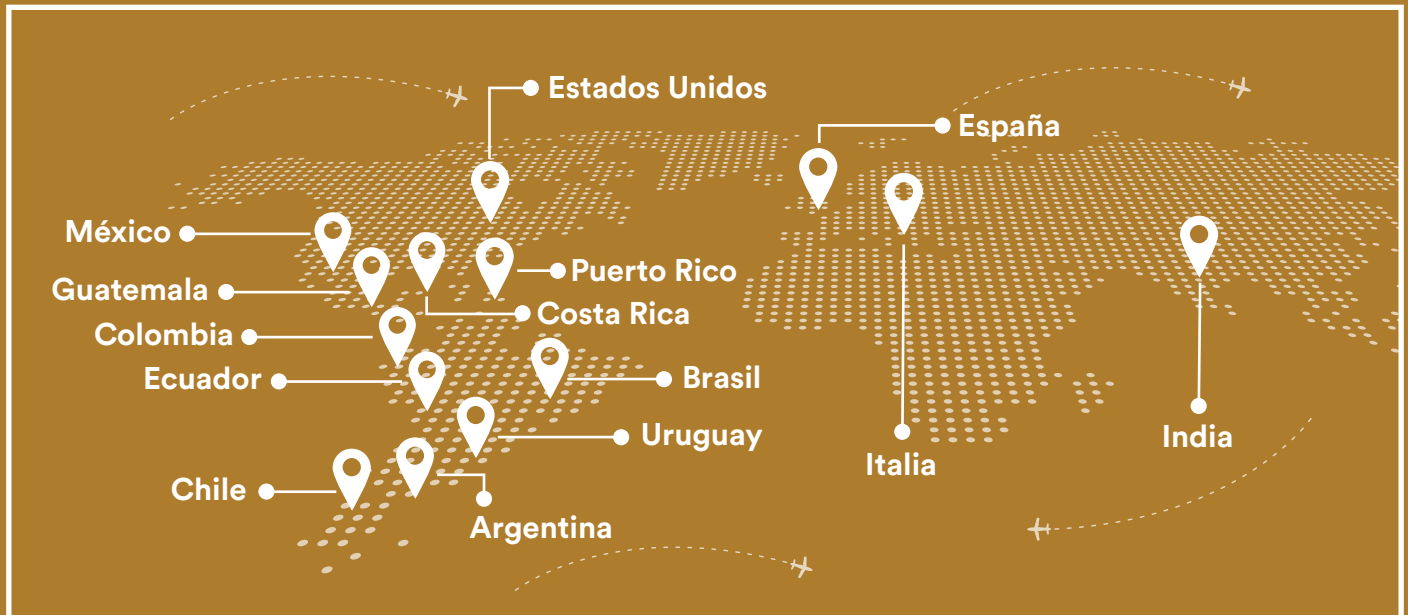 Estados Unidos
España
México
Puerto Rico
Guatemala
Costa Rica
Colombia
Ecuador
Brasil
Uruguay
India
Italia
Chile
Argentina